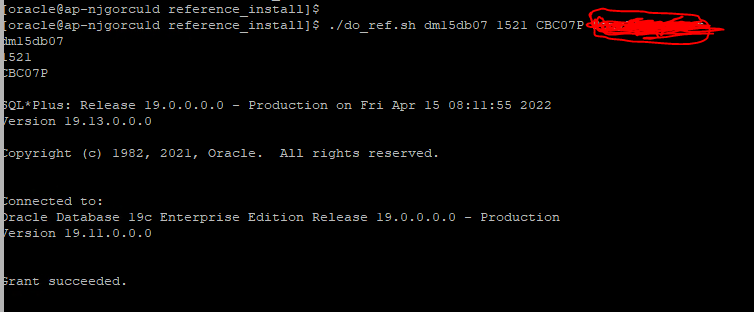 [oracle@ap-njgorcu1d reference_install]$
[oracle@ap-njgorcu1d reference_install]$ ./do_ref.sh dm15db07 1521 CBC07P
dm15db07
1521
CBC07P
SQL*Plus: Release 19.0.0.0.0 - Production on Fri Apr 15 08:11:55 2022
Version 19.13.0.0.0
Copyright (c) 1982, 2021, Oracle.  All rights reserved.
Connected to:
Oracle Database 19c Enterprise Edition Release 19.0.0.0.0 - Production
Version 19.11.0.0.0
Grant succeeded.